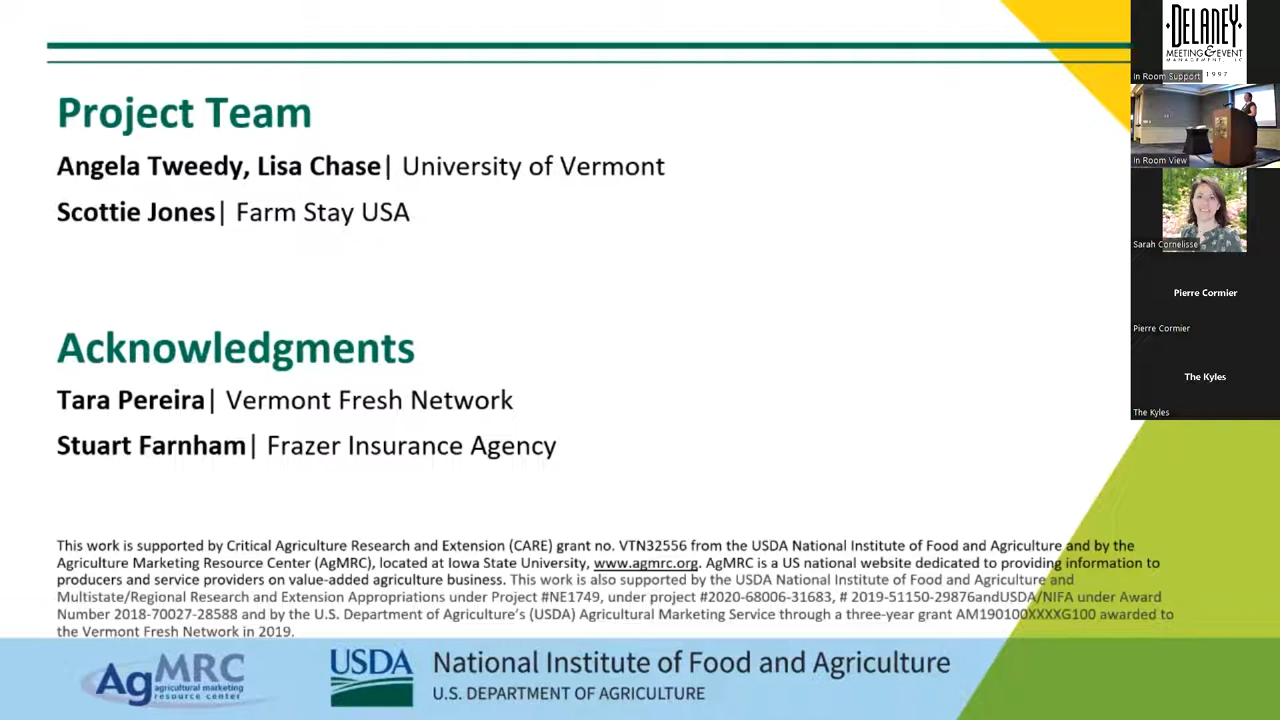 Project Team
Angela Tweedy, Lisa Chase| University of Vermont
Scottie Jones| Farm Stay USA
Acknowledgments
Tara Pereira| Vermont Fresh Network
Stuart Farnham| Frazer Insurance Agency
This work is supported by Critical Agriculture Research and Extension (CARE) grant no. VTN32556 from the USDA National Institute of Food and Agriculture and by the
Agriculture Marketing Resource Center (AgMRC), located at Iowa State University, www.agmrc.org. AgMRC is a US national website dedicated to providing information to
producers and service providers on value-added agriculture business. This work is also supported by the USDA National Institute of Food and Agriculture and
Multistate/Regional Research and Extension Appropriations under Project #NE1749, under project #2020-68006-31683, # 2019-51150-29876andUSDA/NIFA under Award
Number 2018-70027-28588 and by the U.S. Department of Agriculture's (USDA) Agricultural Marketing Service through a three-year grant AM190100XXXXG100 awarded to
the Vermont Fresh Network in 2019.
AgMRC
agricultural marketing
resource center
USDA
National Institute of Food and Agriculture
U.S. DEPARTMENT OF AGRICULTURE
DELANEY
MEETING & EVENT
MANAGEMENT, LLC
1997
In Room Support
In Room View
Sarah Cornelisse
Pierre Cormier
Pierre Cormier
The Kyles
The Kyles